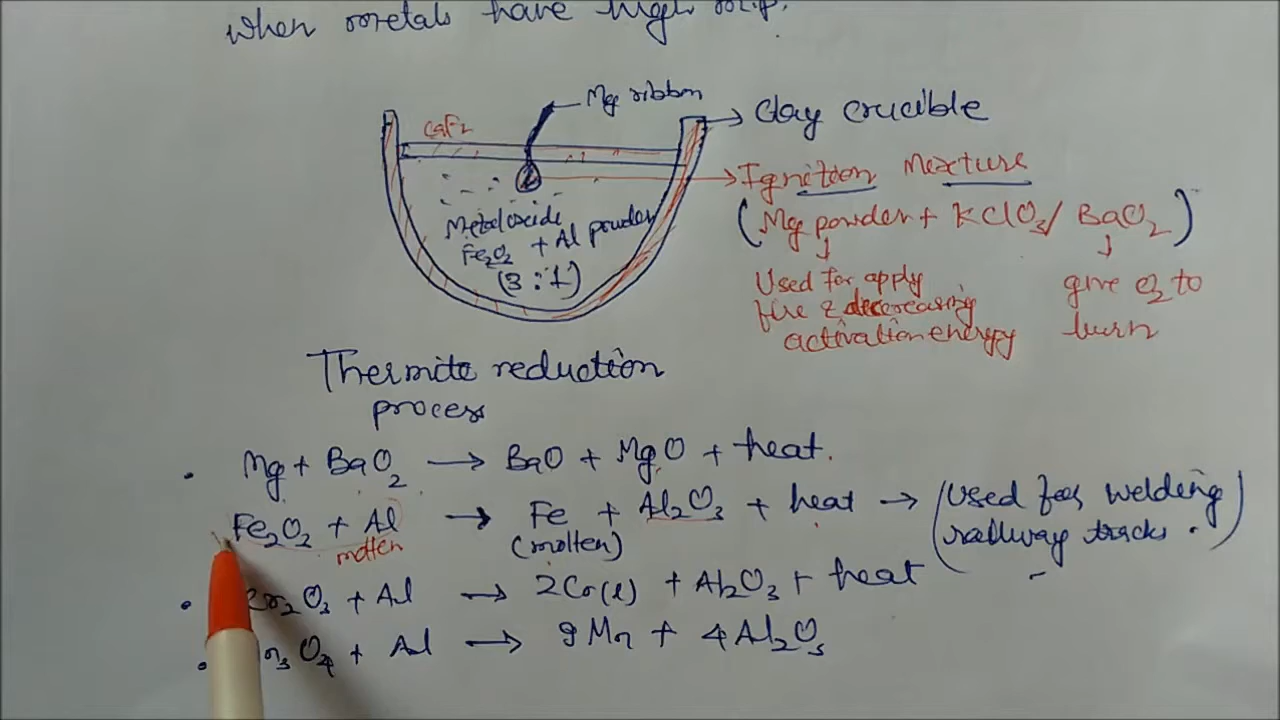 when metals have high m.p.
Mg ribbon
CaF₂
Clay crucible
Ignition Mixture
(Mg powder + KClO₃/ BaO₂)
Metal oxide
Fe₂O₂ + Al powder
(3 : 1)
Used for apply
fire & decreasing
activation energy
give O₂ to
burn
Thermite reduction
process
• Mg + BaO₂ → BaO + MgO + heat.
Fe₂O₂ + Al → Fe + Al₂O₃ + heat → (Used for welding
molten
(molten)
railway tracks.)
• Cr₂O₃ + Al → 2Cr(l) + Al₂O₃ + heat
• n₃O₄ + Al → 9Mn + 4Al₂O₃